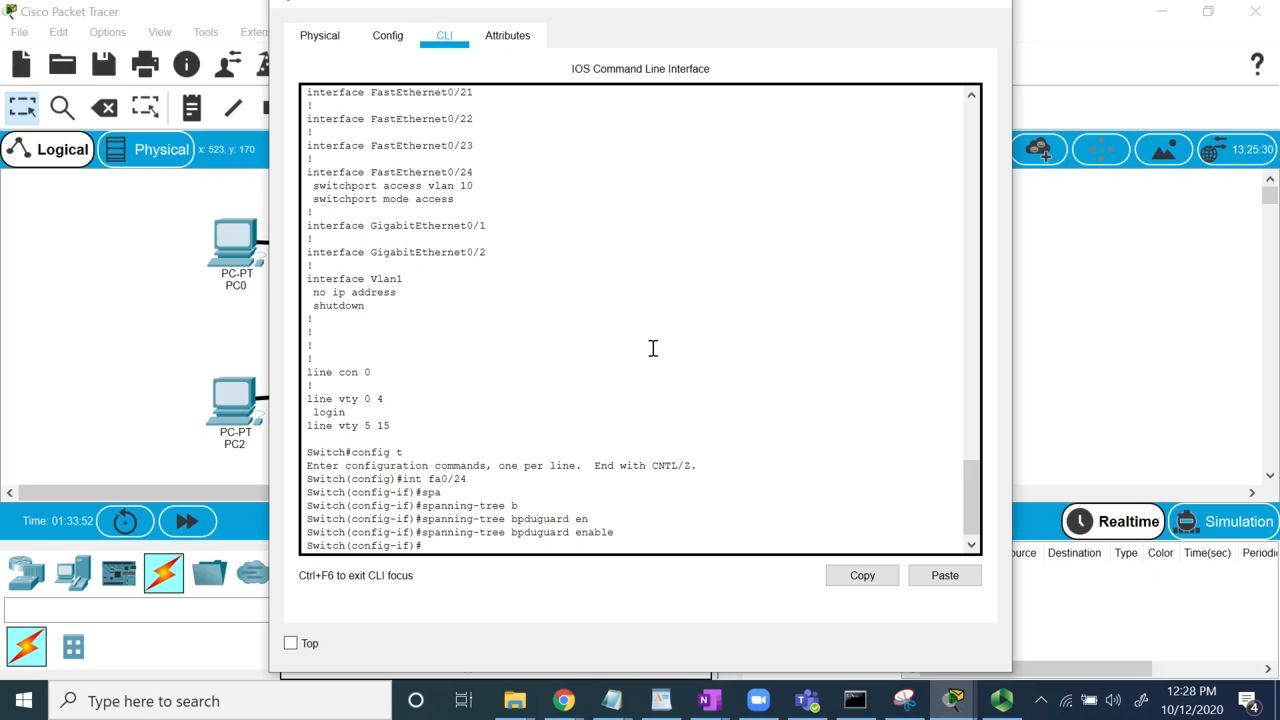 Cisco Packet Tracer
File Edit Options View Tools Exten
Physical Config CLI Attributes
IOS Command Line Interface
Logical
Physical
x: 523, y: 170
13:25:30
PC-PT
PC0
PC-PT
PC2
interface FastEthernet0/21
!
interface FastEthernet0/22
!
interface FastEthernet0/23
!
interface FastEthernet0/24
switchport access vlan 10
switchport mode access
!
interface GigabitEthernet0/1
!
interface GigabitEthernet0/2
!
interface Vlan1
no ip address
shutdown
!
!
!
!
line con 0
!
line vty 0 4
login
line vty 5 15
Switch#config t
Enter configuration commands, one per line. End with CNTL/Z.
Switch(config)#int fa0/24
Switch(config-if)#spa
Switch(config-if)#spanning-tree b
Switch(config-if)#spanning-tree bpduguard en
Switch(config-if)#spanning-tree bpduguard enable
Switch(config-if)#
Ctrl+F6 to exit CLI focus
Copy
Paste
Top
Time: 01:33:52
Realtime
Simulation
ource Destination Type Color Time(sec) Periodi
Type here to search
12:28 PM
10/12/2020
4